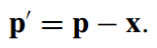 p′ = p − x.